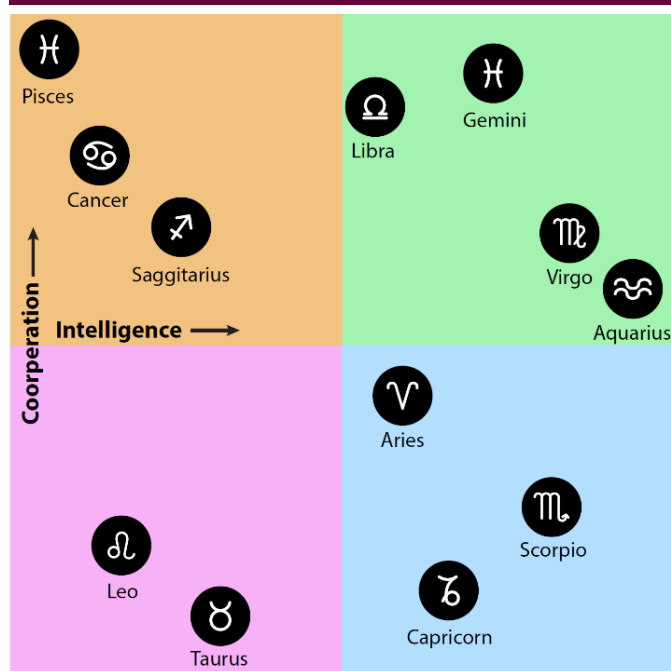 Pisces
Gemini
Libra
Cancer
Saggitarius
Virgo
Aquarius
Intelligence
Coorperation
Aries
Scorpio
Leo
Capricorn
Taurus